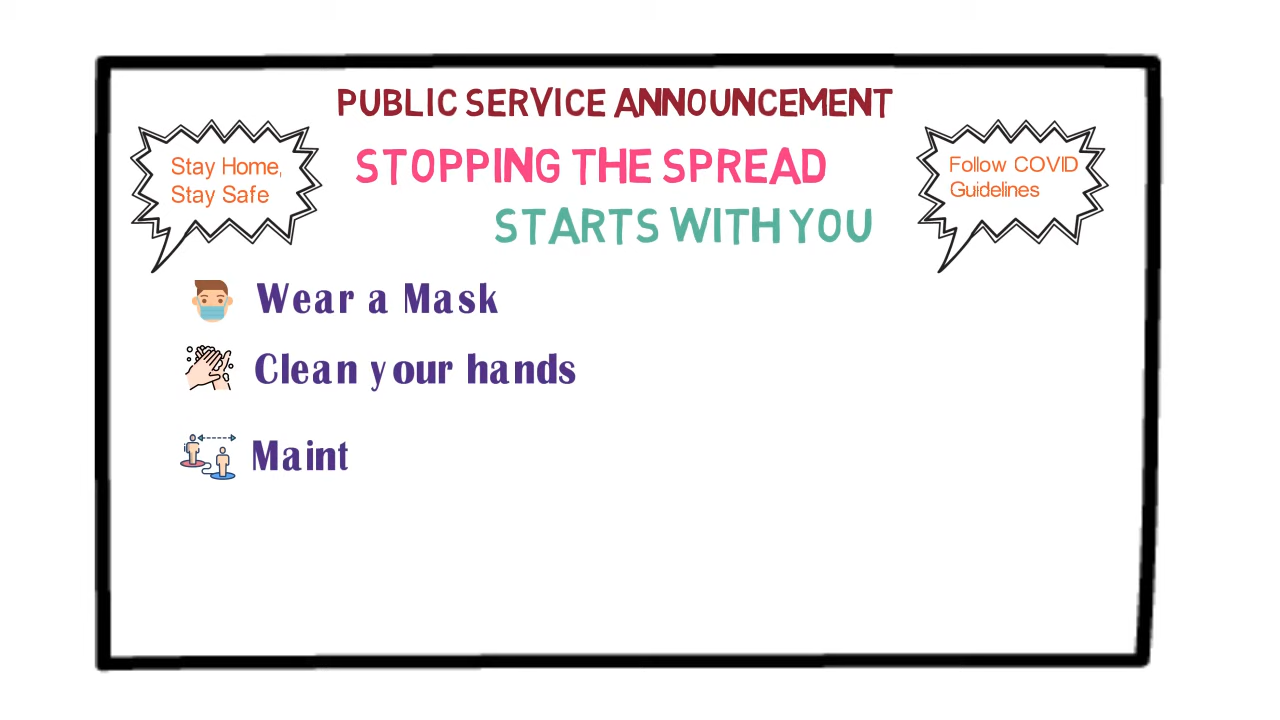 PUBLIC SERVICE ANNOUNCEMENT
STOPPING THE SPREAD
STARTS WITH YOU
Stay Home,
Stay Safe
Follow COVID
Guidelines
Wear a Mask
Clean your hands
Maint